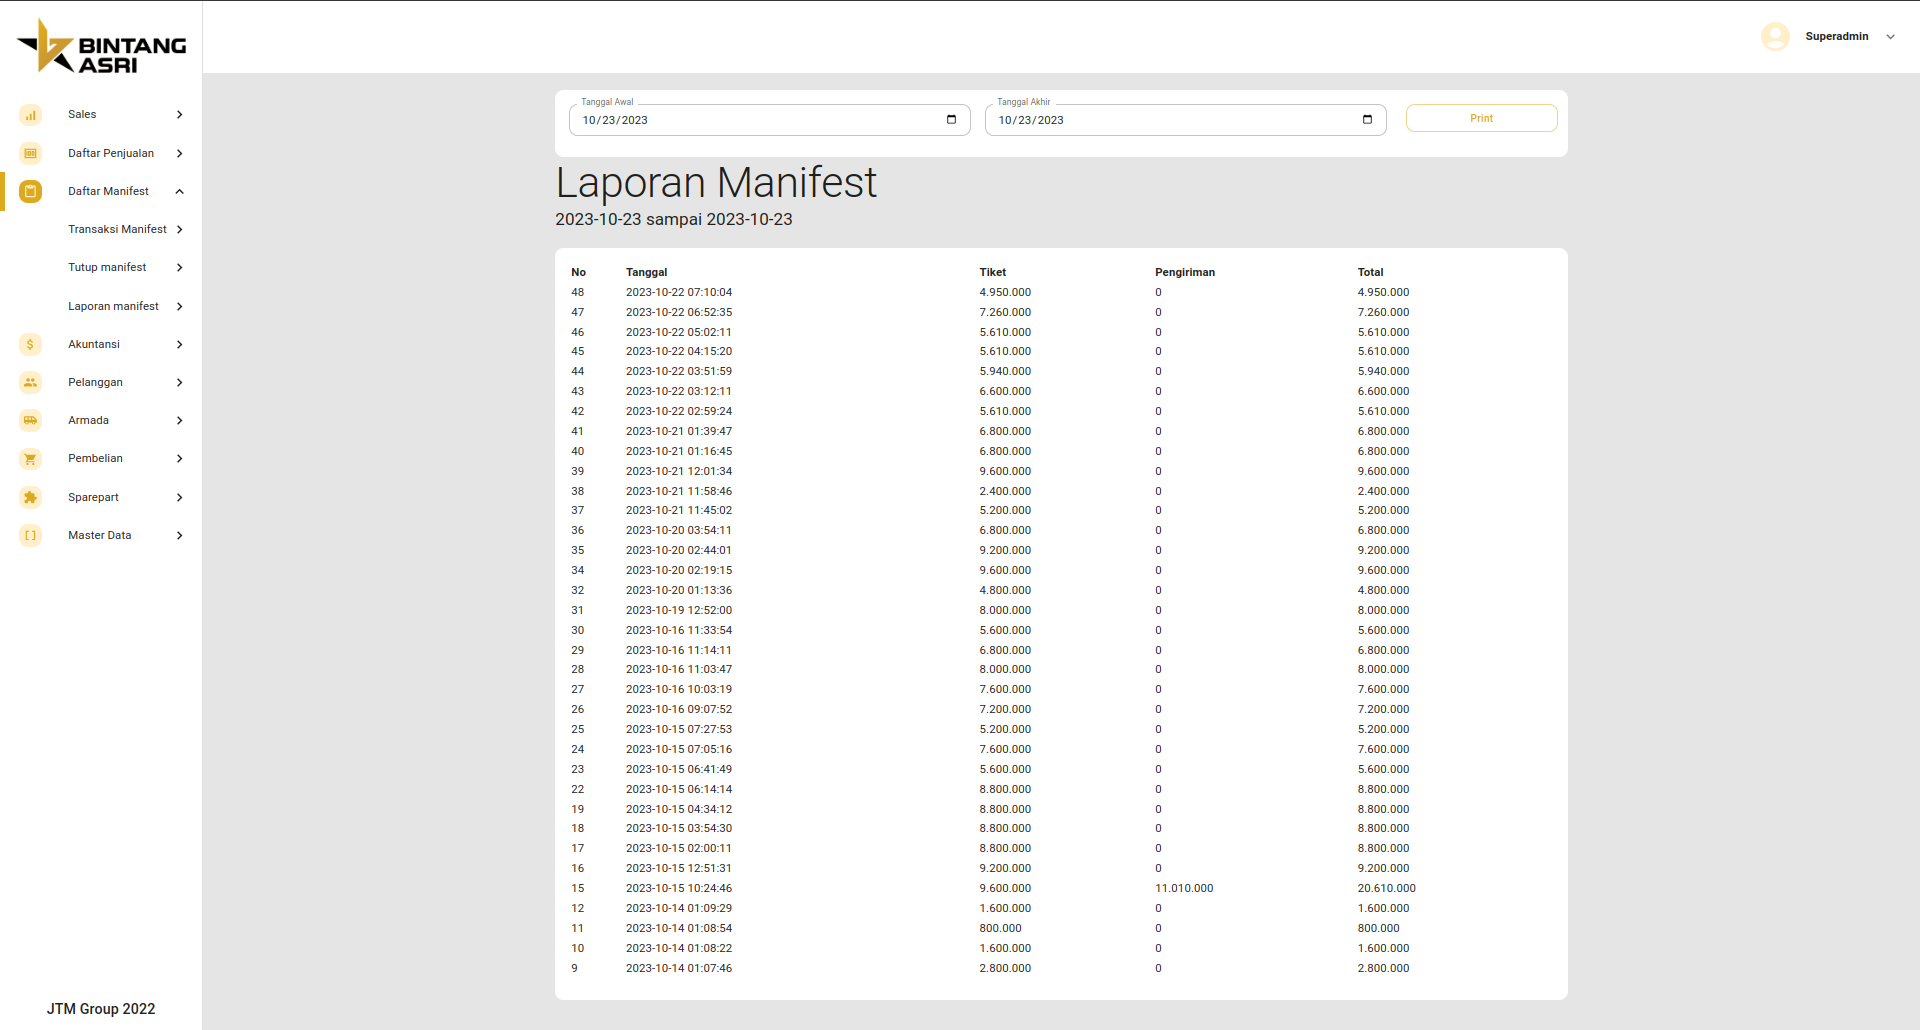 BINTANG
ASRI
Superadmin
Sales
Daftar Penjualan
Daftar Manifest
Transaksi Manifest
Tutup manifest
Laporan manifest
Akuntansi
Pelanggan
Armada
Pembelian
Sparepart
Master Data
JTM Group 2022
Tanggal Awal
10/23/2023
Tanggal Akhir
10/23/2023
Print
Laporan Manifest
2023-10-23 sampai 2023-10-23
No Tanggal Tiket Pengiriman Total
48 2023-10-22 07:10:04 4.950.000 0 4.950.000
47 2023-10-22 06:52:35 7.260.000 0 7.260.000
46 2023-10-22 05:02:11 5.610.000 0 5.610.000
45 2023-10-22 04:15:20 5.610.000 0 5.610.000
44 2023-10-22 03:51:59 5.940.000 0 5.940.000
43 2023-10-22 03:12:11 6.600.000 0 6.600.000
42 2023-10-22 02:59:24 5.610.000 0 5.610.000
41 2023-10-21 01:39:47 6.800.000 0 6.800.000
40 2023-10-21 01:16:45 6.800.000 0 6.800.000
39 2023-10-21 12:01:34 9.600.000 0 9.600.000
38 2023-10-21 11:58:46 2.400.000 0 2.400.000
37 2023-10-21 11:45:02 5.200.000 0 5.200.000
36 2023-10-20 03:54:11 6.800.000 0 6.800.000
35 2023-10-20 02:44:01 9.200.000 0 9.200.000
34 2023-10-20 02:19:15 9.600.000 0 9.600.000
32 2023-10-20 01:13:36 4.800.000 0 4.800.000
31 2023-10-19 12:52:00 8.000.000 0 8.000.000
30 2023-10-16 11:33:54 5.600.000 0 5.600.000
29 2023-10-16 11:14:11 6.800.000 0 6.800.000
28 2023-10-16 11:03:47 8.000.000 0 8.000.000
27 2023-10-16 10:03:19 7.600.000 0 7.600.000
26 2023-10-16 09:07:52 7.200.000 0 7.200.000
25 2023-10-15 07:27:53 5.200.000 0 5.200.000
24 2023-10-15 07:05:16 7.600.000 0 7.600.000
23 2023-10-15 06:41:49 5.600.000 0 5.600.000
22 2023-10-15 06:14:14 8.800.000 0 8.800.000
19 2023-10-15 04:34:12 8.800.000 0 8.800.000
18 2023-10-15 03:54:30 8.800.000 0 8.800.000
17 2023-10-15 02:00:11 8.800.000 0 8.800.000
16 2023-10-15 12:51:31 9.200.000 0 9.200.000
15 2023-10-15 10:24:46 9.600.000 11.010.000 20.610.000
12 2023-10-14 01:09:29 1.600.000 0 1.600.000
11 2023-10-14 01:08:54 800.000 0 800.000
10 2023-10-14 01:08:22 1.600.000 0 1.600.000
9 2023-10-14 01:07:46 2.800.000 0 2.800.000